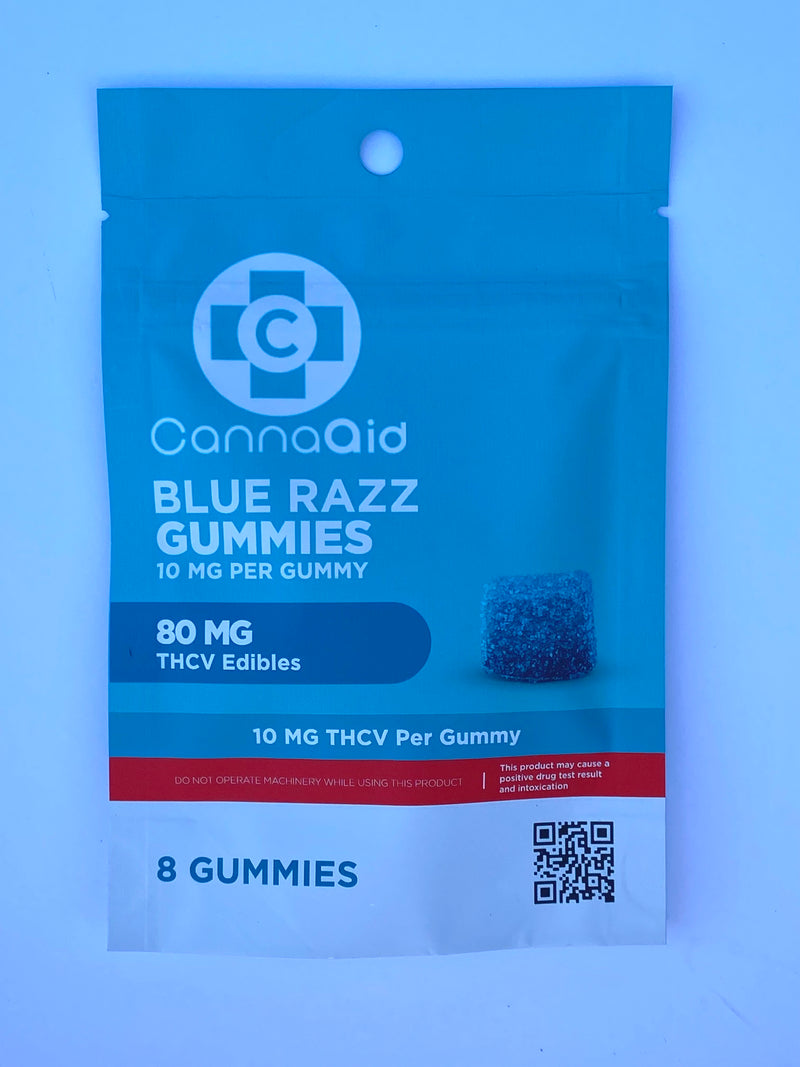 C
CannaAid
BLUE RAZZ
GUMMIES
10 MG PER GUMMY
80 MG
THCV Edibles
10 MG THCV Per Gummy
DO NOT OPERATE MACHINERY WHILE USING THIS PRODUCT
This product may cause a
positive drug test result
and intoxication
8 GUMMIES